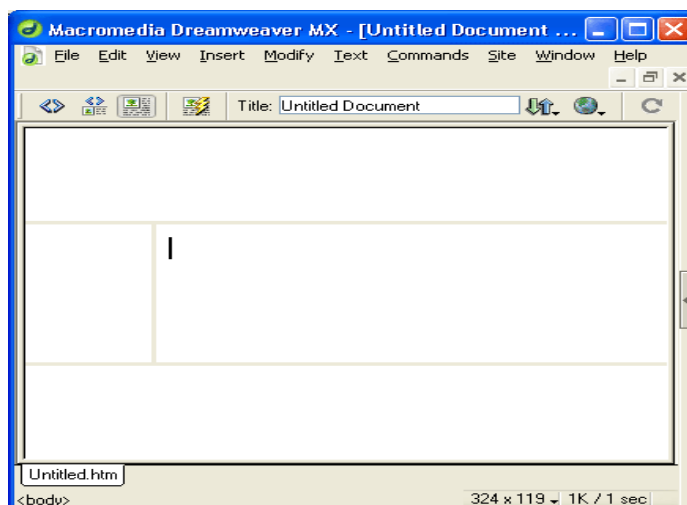 Macromedia Dreamweaver MX - [Untitled Document ...
File Edit View Insert Modify Text Commands Site Window Help
Title: Untitled Document
Untitled.htm
<body> 324 x 119 1K / 1 sec